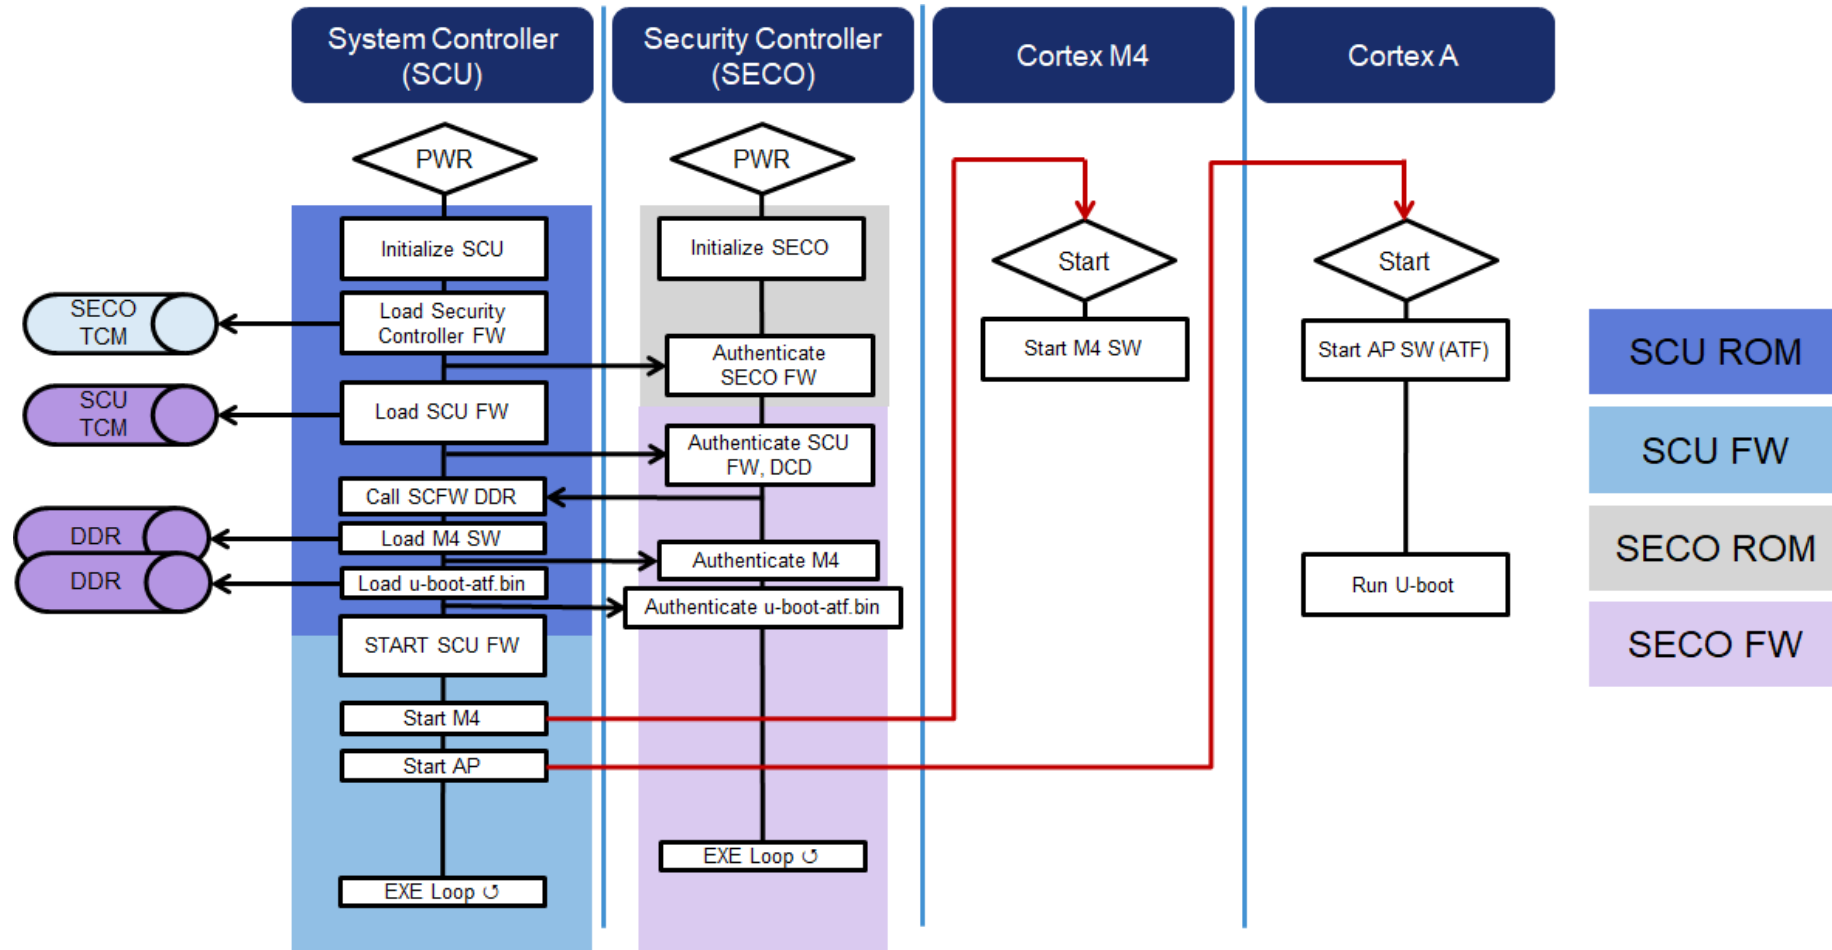 System Controller
(SCU)
Security Controller
(SECO)
Cortex M4
Cortex A
PWR
PWR
Initialize SCU
Initialize SECO
Start
Start
SECO
TCM
Load Security
Controller FW
Authenticate
SECO FW
Start M4 SW
Start AP SW (ATF)
SCU ROM
SCU
TCM
Load SCU FW
Authenticate SCU
FW, DCD
SCU FW
Call SCFW DDR
DDR
Load M4 SW
Authenticate M4
SECO ROM
DDR
Load u-boot-atf.bin
Authenticate u-boot-atf.bin
Run U-boot
START SCU FW
SECO FW
Start M4
Start AP
EXE Loop ↺
EXE Loop ↺